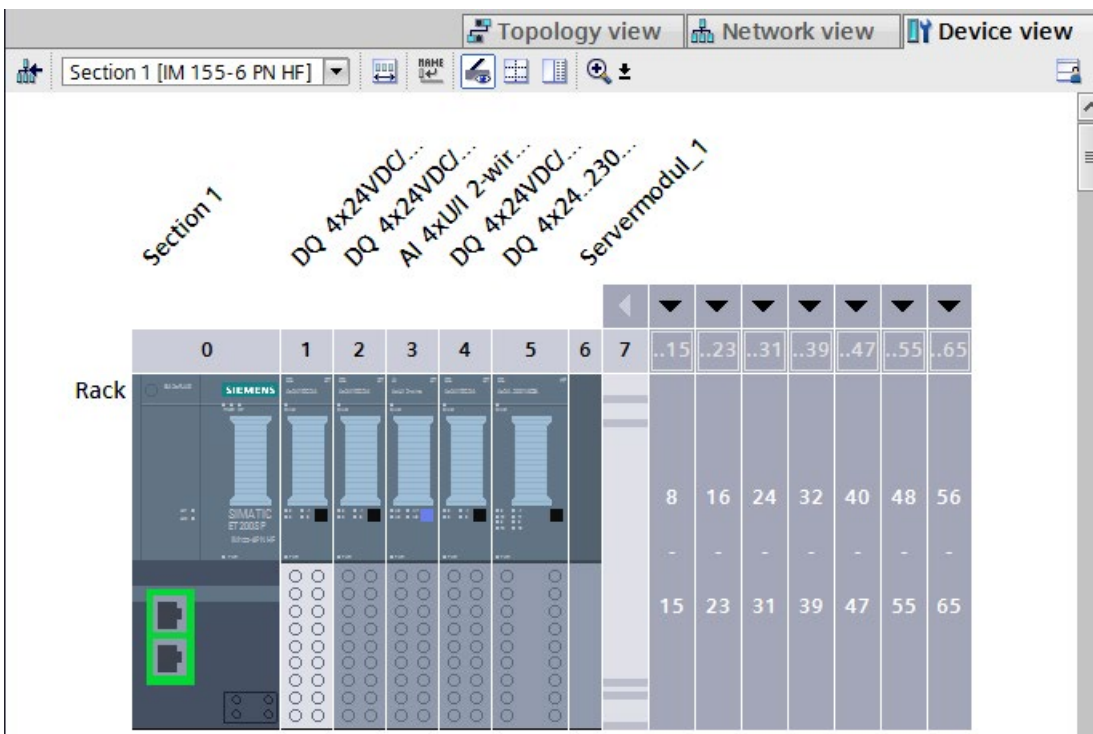 Topology view
Network view
Device view
Section 1 [IM 155-6 PN HF]
NAME
Section 1
DQ 4x24VDC/...
DQ 4x24VDC/...
AI 4xU/I 2-wir...
DQ 4x24VDC/...
DQ 4x24..230...
Servermodul_1
0 1 2 3 4 5 6 7 ..15 ..23 ..31 ..39 ..47 ..55 ..65
Rack
SIEMENS
SIMATIC
ET 200SP
8 16 24 32 40 48 56
- - - - - - -
15 23 31 39 47 55 65